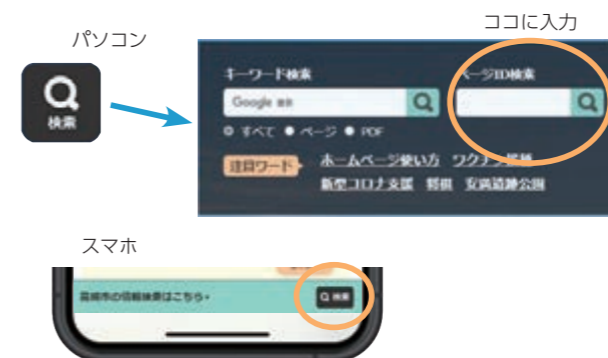 ココに入力
パソコン
検索
キーワード検索
ページID検索
Google 検索
すべて ページ PDF
注目ワード ホームページ使い方 ワクチン接種
新型コロナ支援 将棋 安満遺跡公園
スマホ
高槻市の情報検索はこちら
検索